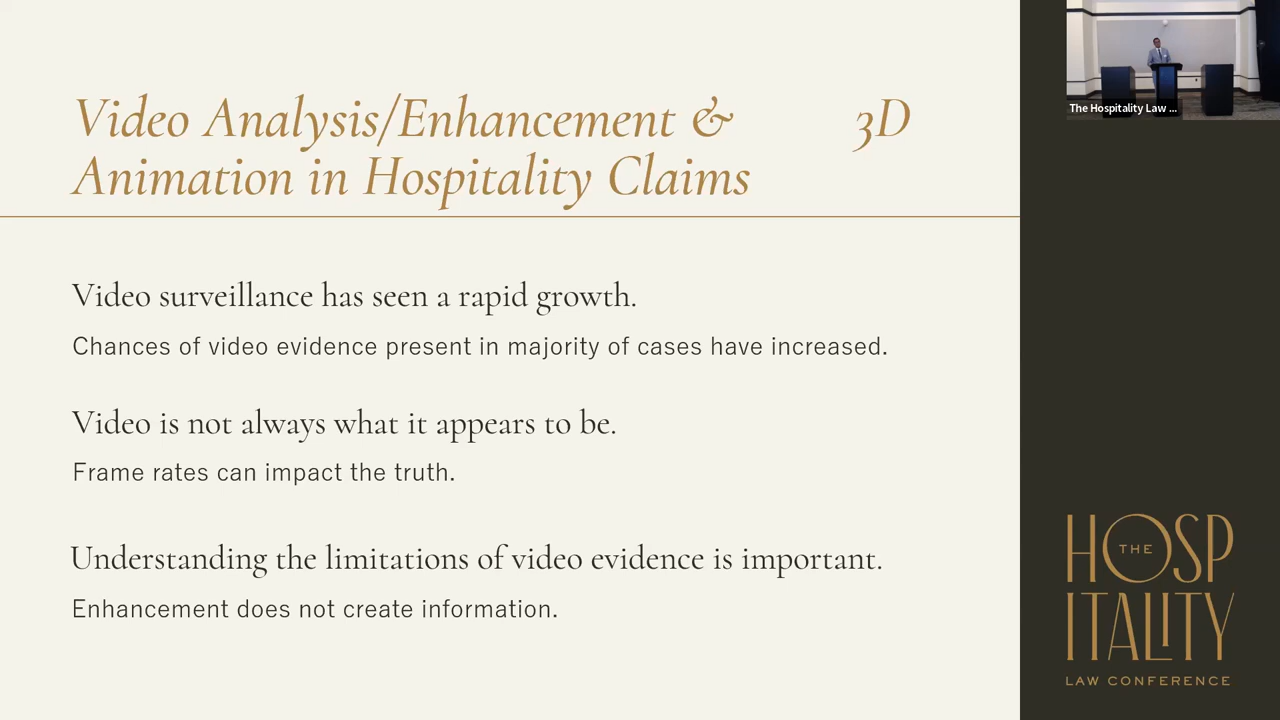 Video Analysis/Enhancement & 3D
Animation in Hospitality Claims
Video surveillance has seen a rapid growth.
Chances of video evidence present in majority of cases have increased.
Video is not always what it appears to be.
Frame rates can impact the truth.
Understanding the limitations of video evidence is important.
Enhancement does not create information.
The Hospitality Law ...
THE
HOSP
ITALITY
LAW CONFERENCE